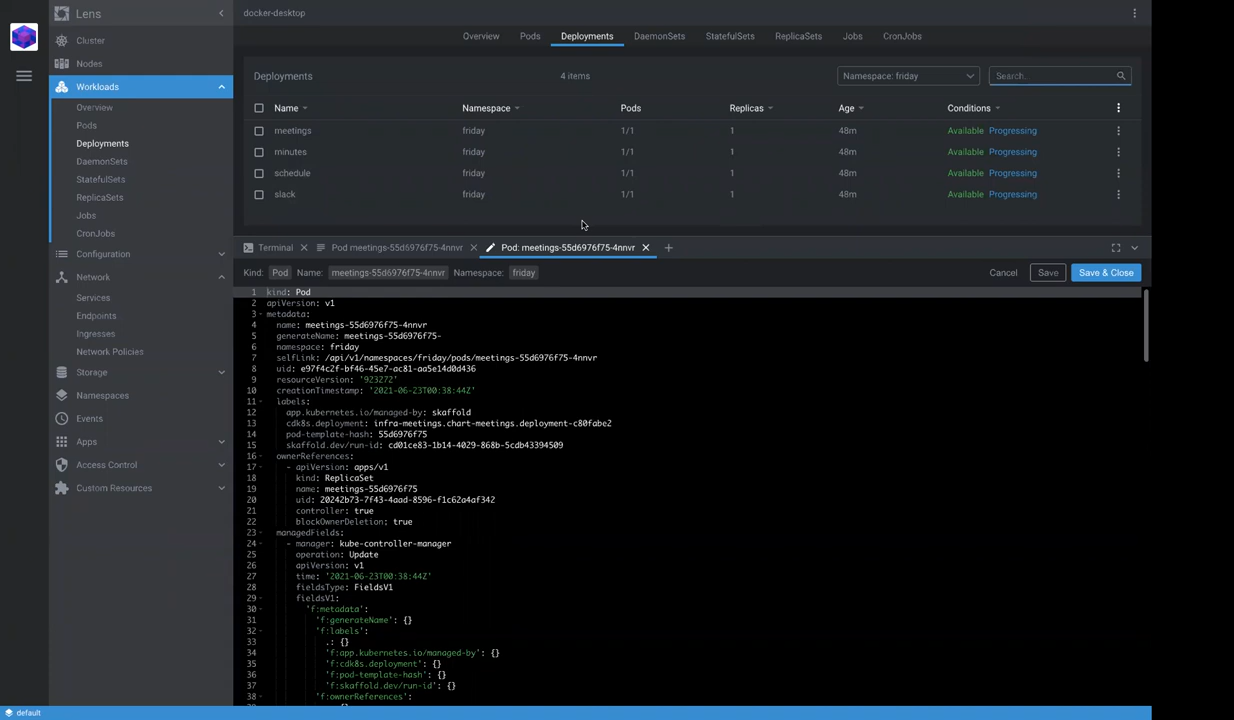 Lens
docker-desktop
Cluster
Nodes
Workloads
Overview
Pods
Deployments
DaemonSets
StatefulSets
ReplicaSets
Jobs
CronJobs
Configuration
Network
Services
Endpoints
Ingresses
Network Policies
Storage
Namespaces
Events
Apps
Access Control
Custom Resources
Overview Pods Deployments DaemonSets StatefulSets ReplicaSets Jobs CronJobs
Deployments 4 items Namespace: friday Search...
Name Namespace Pods Replicas Age Conditions
meetings friday 1/1 1 48m Available Progressing
minutes friday 1/1 1 48m Available Progressing
schedule friday 1/1 1 48m Available Progressing
slack friday 1/1 1 48m Available Progressing
Terminal Pod meetings-55d6976f75-4nnvr Pod: meetings-55d6976f75-4nnvr
Kind: Pod Name: meetings-55d6976f75-4nnvr Namespace: friday Cancel Save Save & Close
1 kind: Pod
2 apiVersion: v1
3 metadata:
4 name: meetings-55d6976f75-4nnvr
5 generateName: meetings-55d6976f75-
6 namespace: friday
7 selfLink: /api/v1/namespaces/friday/pods/meetings-55d6976f75-4nnvr
8 uid: e97f4c2f-bf46-45e7-ac81-aa5e14d0d436
9 resourceVersion: '923272'
10 creationTimestamp: '2021-06-23T00:38:44Z'
11 labels:
12 app.kubernetes.io/managed-by: skaffold
13 cdk8s.deployment: infra-meetings.chart-meetings.deployment-c80fabe2
14 pod-template-hash: 55d6976f75
15 skaffold.dev/run-id: cd01ce83-1b14-4029-868b-5cdb43394509
16 ownerReferences:
17 - apiVersion: apps/v1
18 kind: ReplicaSet
19 name: meetings-55d6976f75
20 uid: 20242b73-7f43-4aad-8596-f1c62a4af342
21 controller: true
22 blockOwnerDeletion: true
23 managedFields:
24 - manager: kube-controller-manager
25 operation: Update
26 apiVersion: v1
27 time: '2021-06-23T00:38:44Z'
28 fieldsType: FieldsV1
29 fieldsV1:
30 'f:metadata':
31 'f:generateName': {}
32 'f:labels':
33 .: {}
34 'f:app.kubernetes.io/managed-by': {}
35 'f:cdk8s.deployment': {}
36 'f:pod-template-hash': {}
37 'f:skaffold.dev/run-id': {}
38 'f:ownerReferences':
default